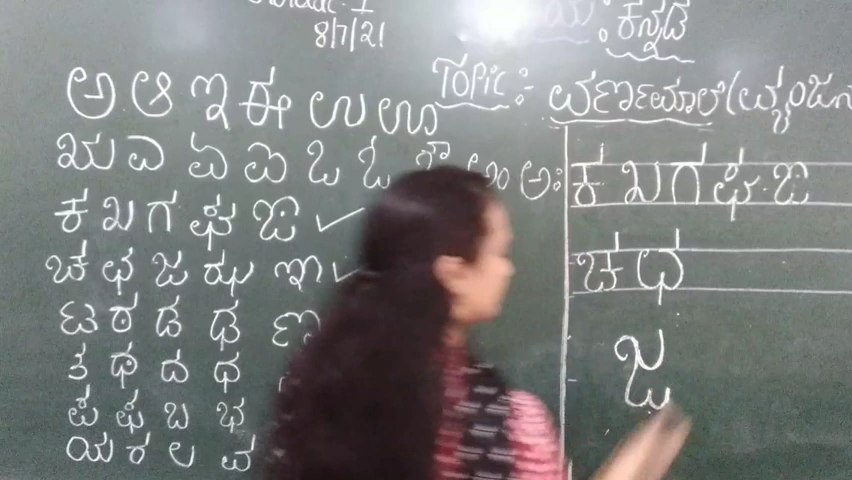 8/7/21
ಕನ್ನಡ
Topic:- ವರ್ಣಮಾಲೆ
ಅ ಆ ಇ ಈ ಉ ಊ
ಋ ಎ ಏ ಐ ಒ ಓ ಅಃ
ಕ ಖ ಗ ಘ ಙ ✓
ಚ ಛ ಜ ಝ ಞ ✓
ಟ ಠ ಡ ಢ ಣ
ತ ಥ ದ ಧ
ಪ ಫ ಬ ಭ
ಯ ರ ಲ ವ
ಕ ಖ ಗ ಘ ಙ
ಚ ಛ
ಜ